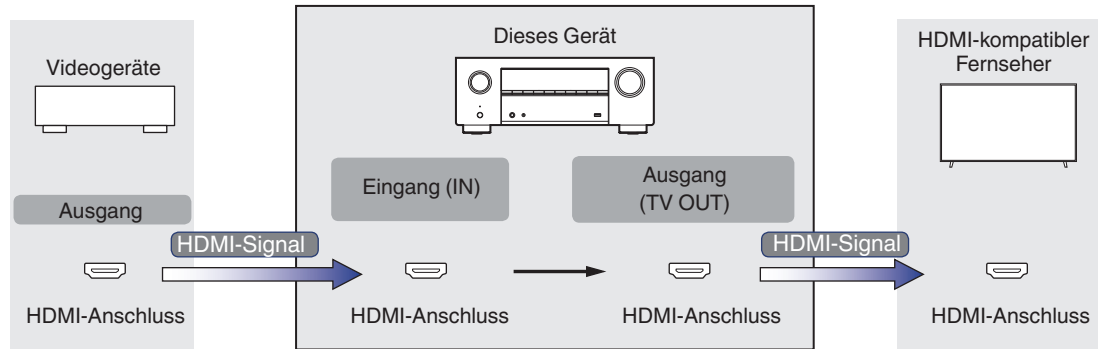 Videogeräte
Ausgang
HDMI-Signal
HDMI-Anschluss
Dieses Gerät
Eingang (IN)
HDMI-Anschluss
Ausgang
(TV OUT)
HDMI-Anschluss
HDMI-Signal
HDMI-kompatibler
Fernseher
HDMI-Anschluss